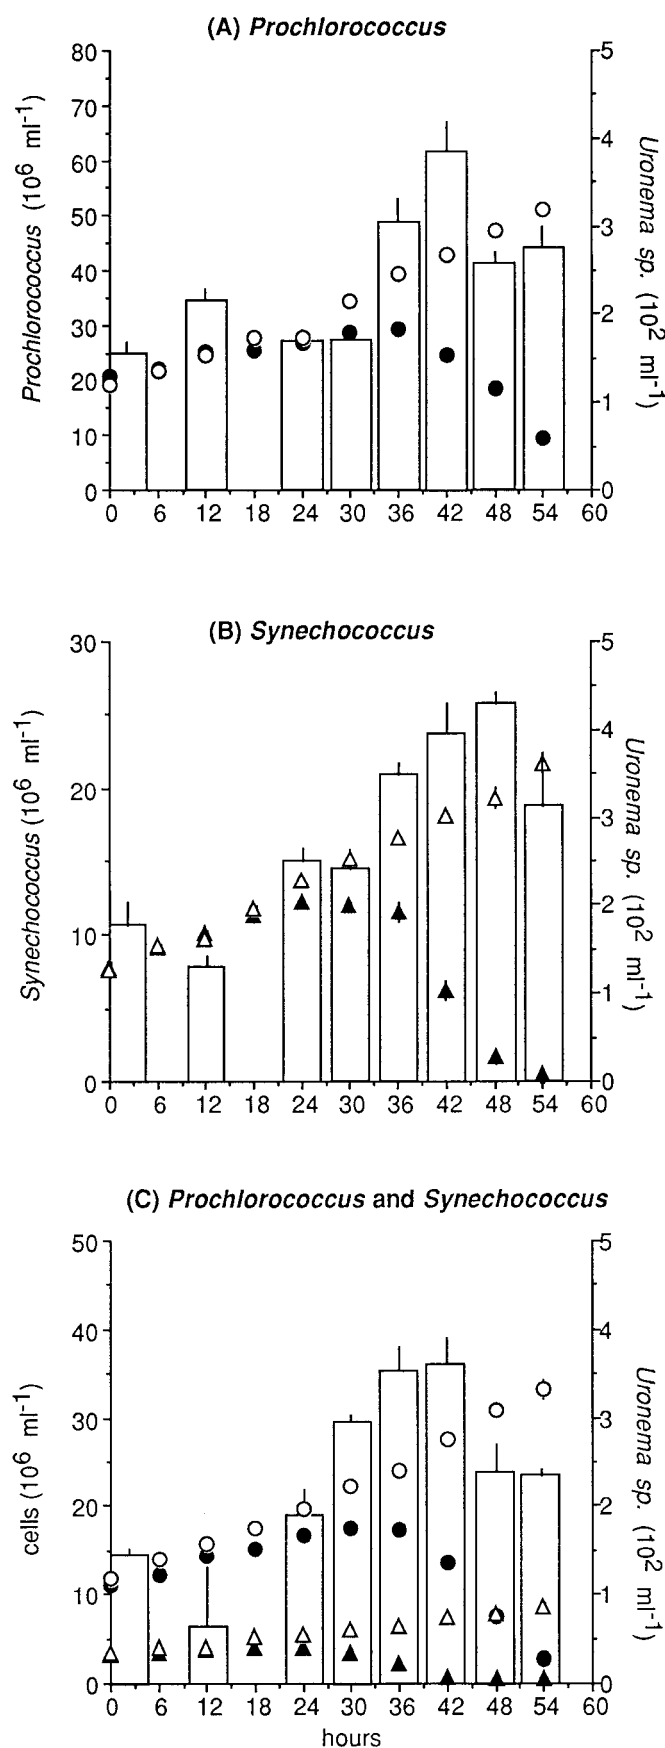 (A) Prochlorococcus
80
70
60
50
40
30
20
10
0
Prochlorococcus (10⁶ ml⁻¹)
5
4
3
2
1
0
Uronema sp. (10² ml⁻¹)
0 6 12 18 24 30 36 42 48 54 60
(B) Synechococcus
30
20
10
0
Synechococcus (10⁶ ml⁻¹)
5
4
3
2
1
0
Uronema sp. (10² ml⁻¹)
0 6 12 18 24 30 36 42 48 54 60
(C) Prochlorococcus and Synechococcus
50
40
30
20
10
0
cells (10⁶ ml⁻¹)
5
4
3
2
1
0
Uronema sp. (10² ml⁻¹)
0 6 12 18 24 30 36 42 48 54 60
hours